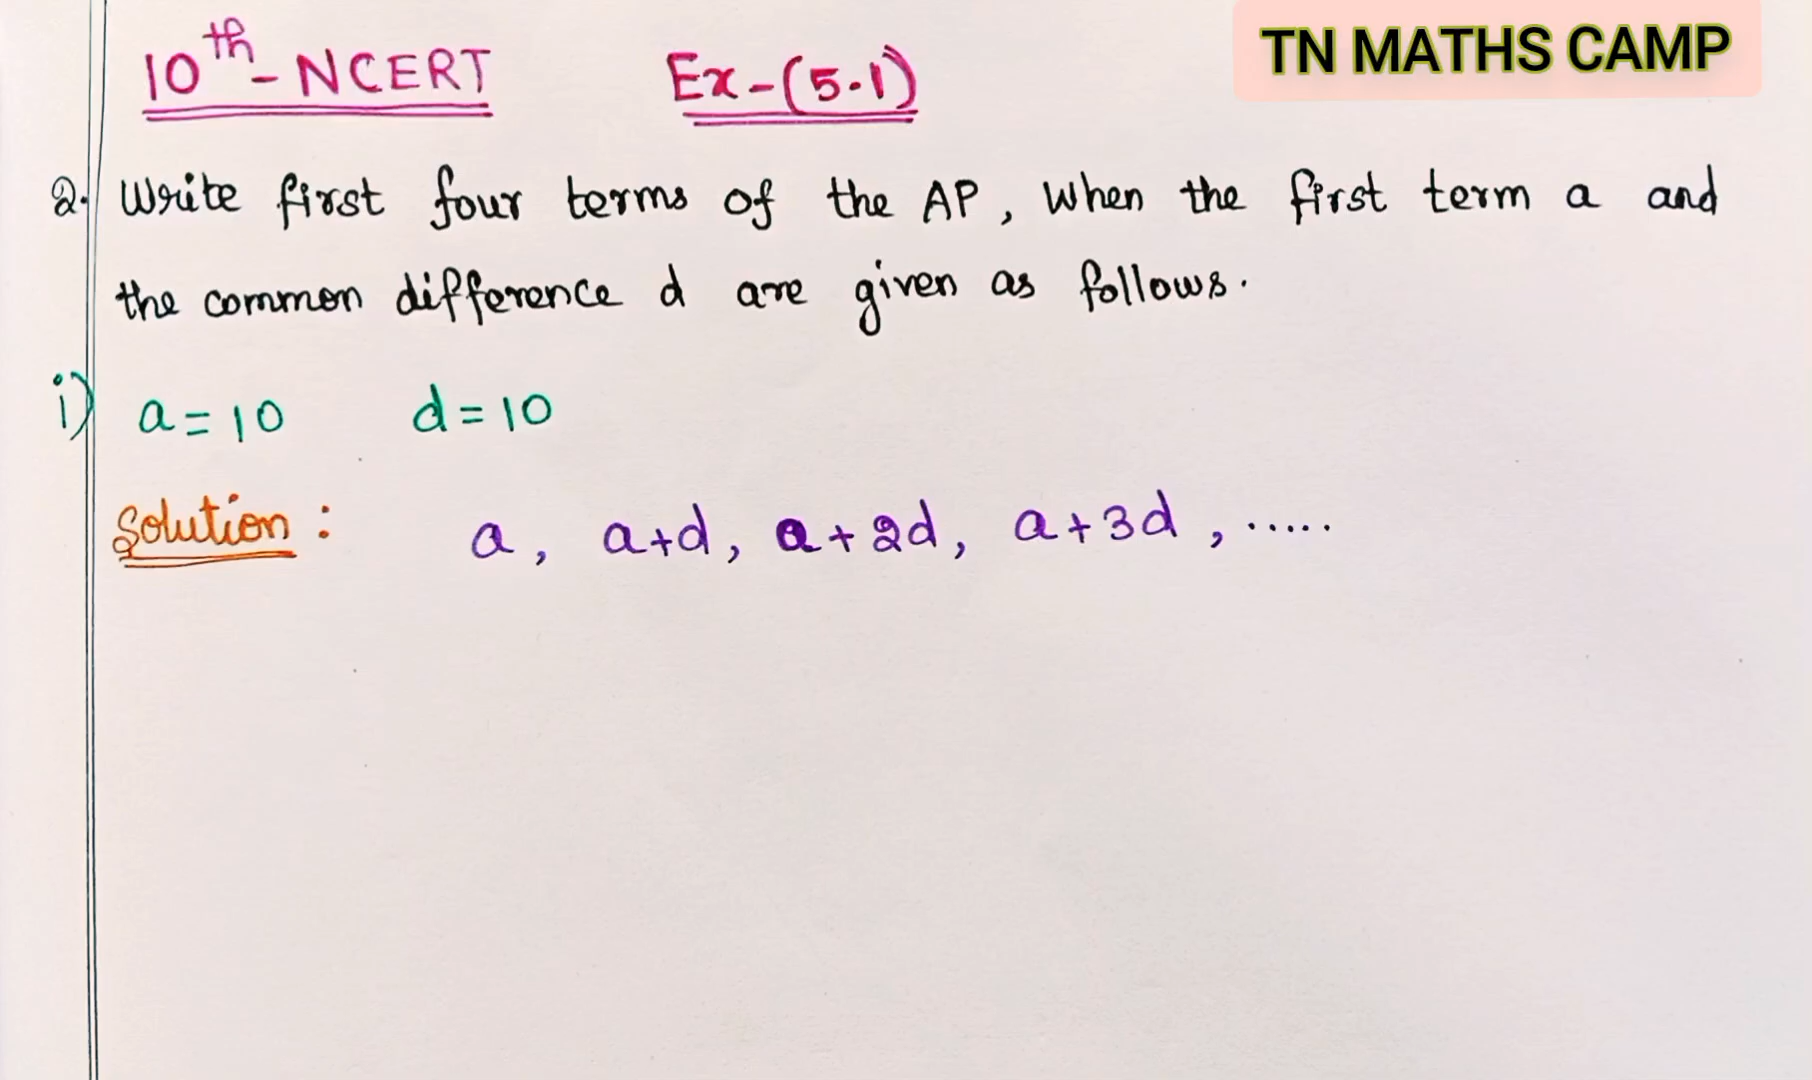 10th - NCERT Ex-(5.1) TN MATHS CAMP
2. Write first four terms of the AP, when the first term a and
the common difference d are given as follows.
i) a = 10 d = 10
Solution : a, a+d, a+2d, a+3d, .....